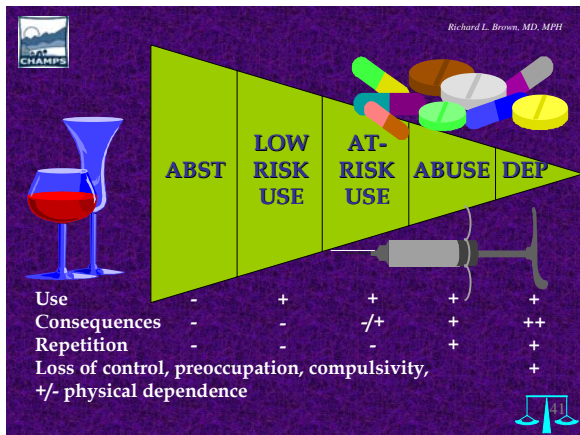 Richard L. Brown, MD, MPH
CHAMPS
ABST
LOW
RISK
USE
AT-
RISK
USE
ABUSE
DEP
Use - + + + +
Consequences - - -/+ + ++
Repetition - - - + +
Loss of control, preoccupation, compulsivity, +
+/- physical dependence
41